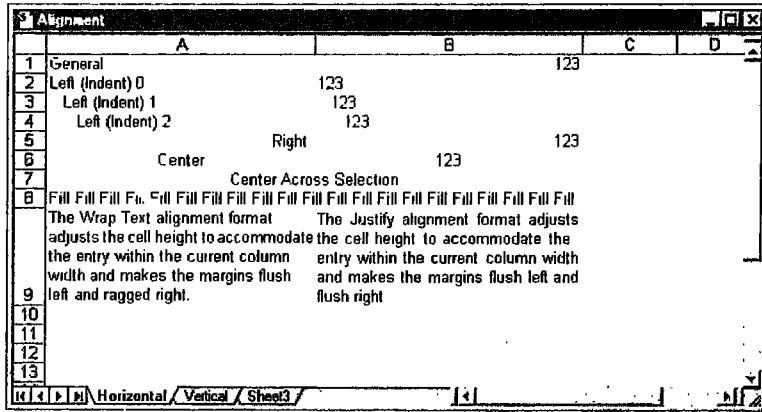 Alignment
A B C D
1 General 123
2 Left (Indent) 0 123
3 Left (Indent) 1 123
4 Left (Indent) 2 123
5 Right 123
6 Center 123
7 Center Across Selection
8 Fill Fill Fill Fill Fill Fill Fill Fill Fill Fill Fill Fill Fill Fill Fill Fill Fill Fill Fill Fill Fill
The Wrap Text alignment format
adjusts the cell height to accommodate
the entry within the current column
width and makes the margins flush
9 left and ragged right.
The Justify alignment format adjusts
the cell height to accommodate the
entry within the current column width
and makes the margins flush left and
flush right
10
11
12
13
Horizontal Vertical Sheet3